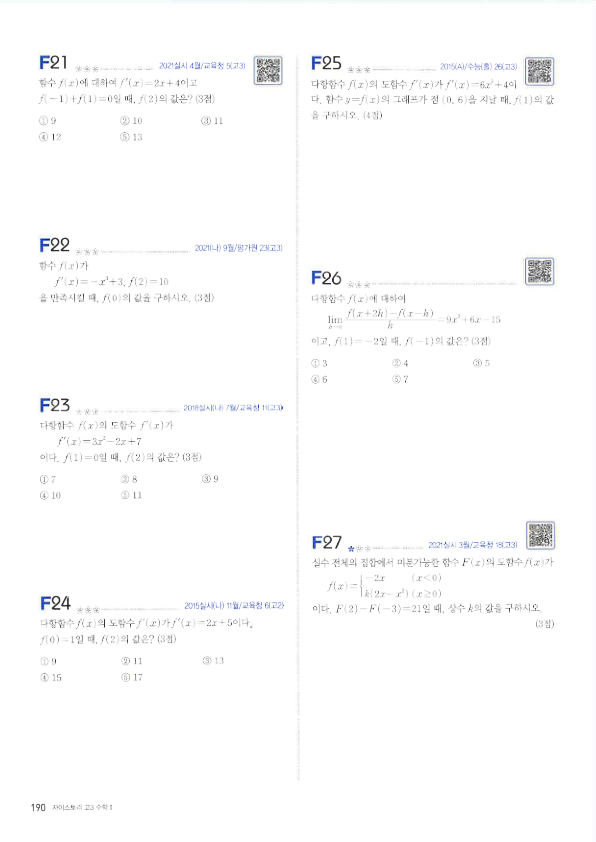 F21
2021실시 4월/교육청 5(고3)
함수 f(x)에 대하여 f'(x)=2x+4이고
f(-1)+f(1)=0일 때, f(2)의 값은? (3점)
① 9 ② 10 ③ 11
④ 12 ⑤ 13
F22
2021(나) 9월/평가원 23(고3)
함수 f(x)가
f'(x)=-x³+3, f(2)=10
을 만족시킬 때, f(0)의 값을 구하시오. (3점)
F23
2018실시(나) 7월/교육청 11(고3)
다항함수 f(x)의 도함수 f'(x)가
f'(x)=3x²-2x+7
이다. f(1)=0일 때, f(2)의 값은? (3점)
① 7 ② 8 ③ 9
④ 10 ⑤ 11
F24
2015실시(나) 11월/교육청 6(고2)
다항함수 f(x)의 도함수 f'(x)가 f'(x)=2x+5이다.
f(0)=1일 때, f(2)의 값은? (3점)
① 9 ② 11 ③ 13
④ 15 ⑤ 17
F25
2015(A)/수능(홀) 26(고3)
다항함수 f(x)의 도함수 f'(x)가 f'(x)=6x²+4이
다. 함수 y=f(x)의 그래프가 점 (0, 6)을 지날 때, f(1)의 값
을 구하시오. (4점)
F26
다항함수 f(x)에 대하여
lim h→0 f(x+2h)-f(x-h) / h =9x²+6x-15
이고, f(1)=-2일 때, f(-1)의 값은? (3점)
① 3 ② 4 ③ 5
④ 6 ⑤ 7
F27
2021실시 3월/교육청 18(고3)
실수 전체의 집합에서 미분가능한 함수 F(x)의 도함수 f(x)가
f(x)={ -2x (x<0)
k(2x-x²) (x≥0)
이다. F(2)-F(-3)=21일 때, 상수 k의 값을 구하시오.
(3점)
190 자이스토리 고3 수학 Ⅱ